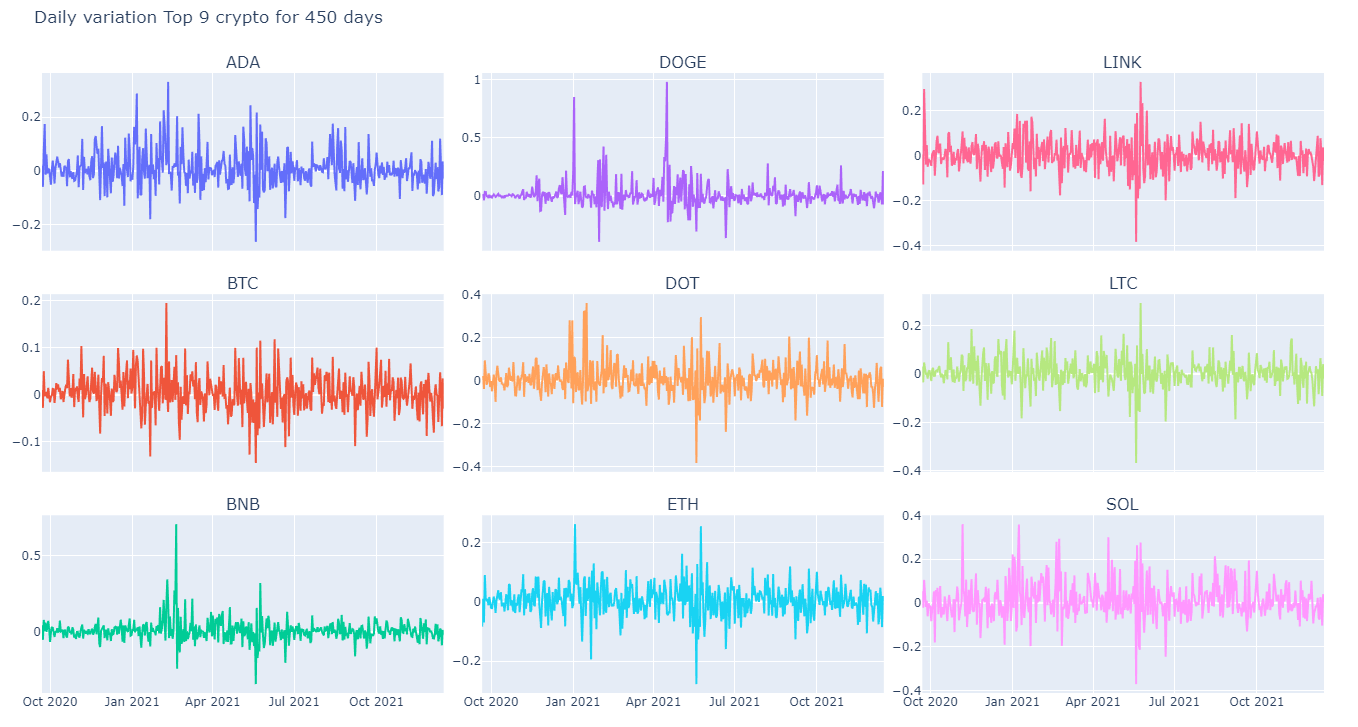 Daily variation Top 9 crypto for 450 days
ADA
DOGE
LINK
0.2
0
−0.2
1
0.5
0
0.2
0
−0.2
−0.4
BTC
DOT
LTC
0.2
0.1
0
−0.1
0.4
0.2
0
−0.2
−0.4
0.2
0
−0.2
−0.4
BNB
ETH
SOL
0.5
0
0.2
0
−0.2
0.4
0.2
0
−0.2
−0.4
Oct 2020 Jan 2021 Apr 2021 Jul 2021 Oct 2021
Oct 2020 Jan 2021 Apr 2021 Jul 2021 Oct 2021
Oct 2020 Jan 2021 Apr 2021 Jul 2021 Oct 2021